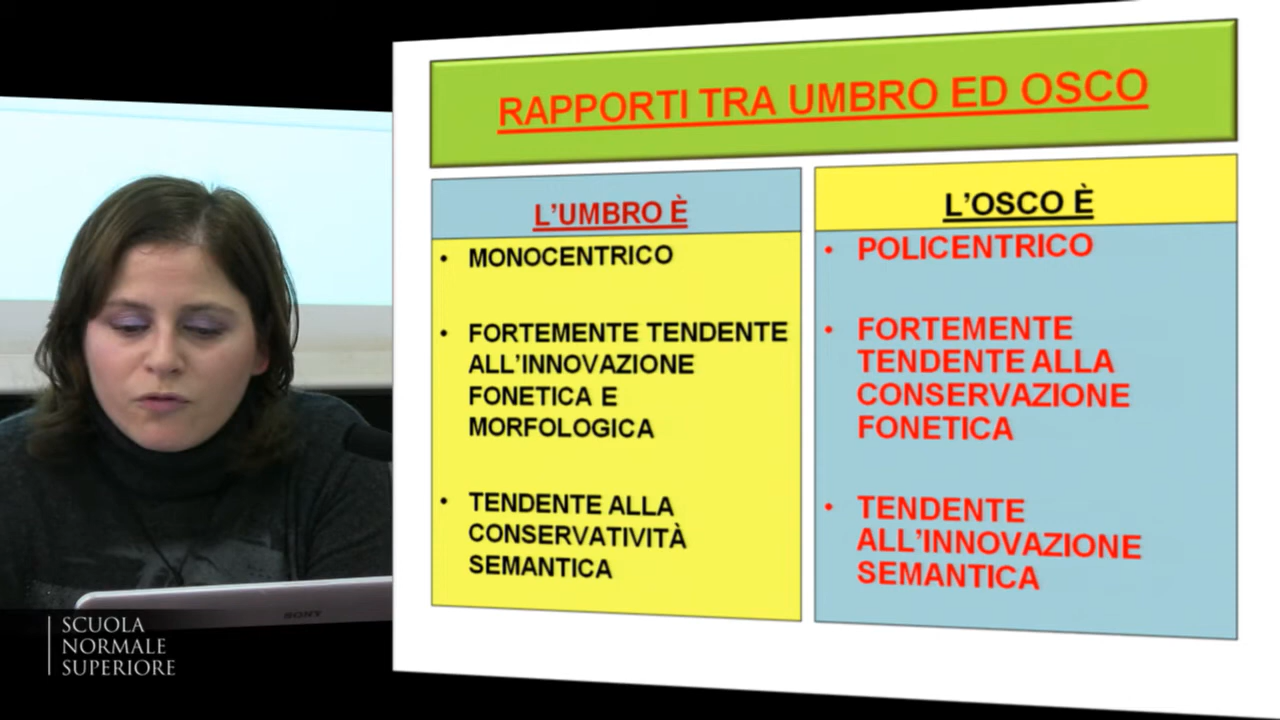 RAPPORTI TRA UMBRO ED OSCO
L'UMBRO È
• MONOCENTRICO
• FORTEMENTE TENDENTE
ALL'INNOVAZIONE
FONETICA E
MORFOLOGICA
• TENDENTE ALLA
CONSERVATIVITÀ
SEMANTICA
L'OSCO È
• POLICENTRICO
• FORTEMENTE
TENDENTE ALLA
CONSERVAZIONE
FONETICA
• TENDENTE
ALL'INNOVAZIONE
SEMANTICA
SONY
SCUOLA
NORMALE
SUPERIORE